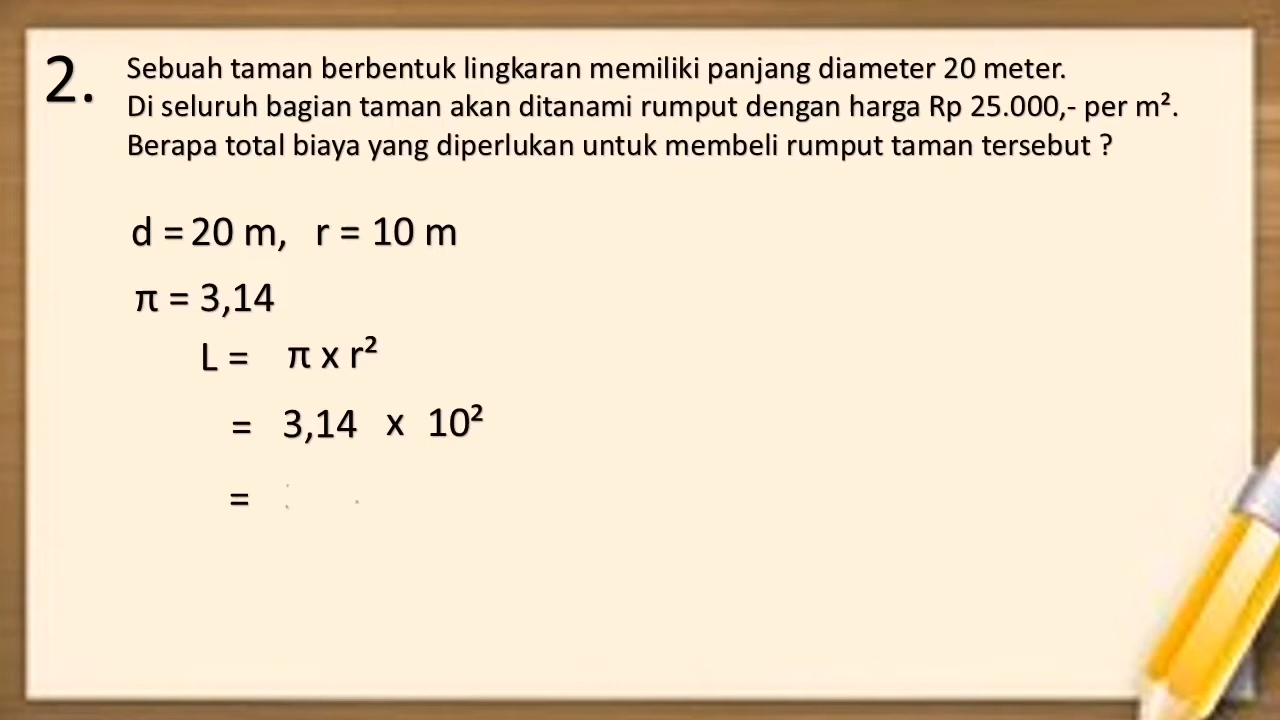 2. Sebuah taman berbentuk lingkaran memiliki panjang diameter 20 meter.
Di seluruh bagian taman akan ditanami rumput dengan harga Rp 25.000,- per m².
Berapa total biaya yang diperlukan untuk membeli rumput taman tersebut ?
d = 20 m, r = 10 m
π = 3,14
L = π x r²
= 3,14 x 10²
=